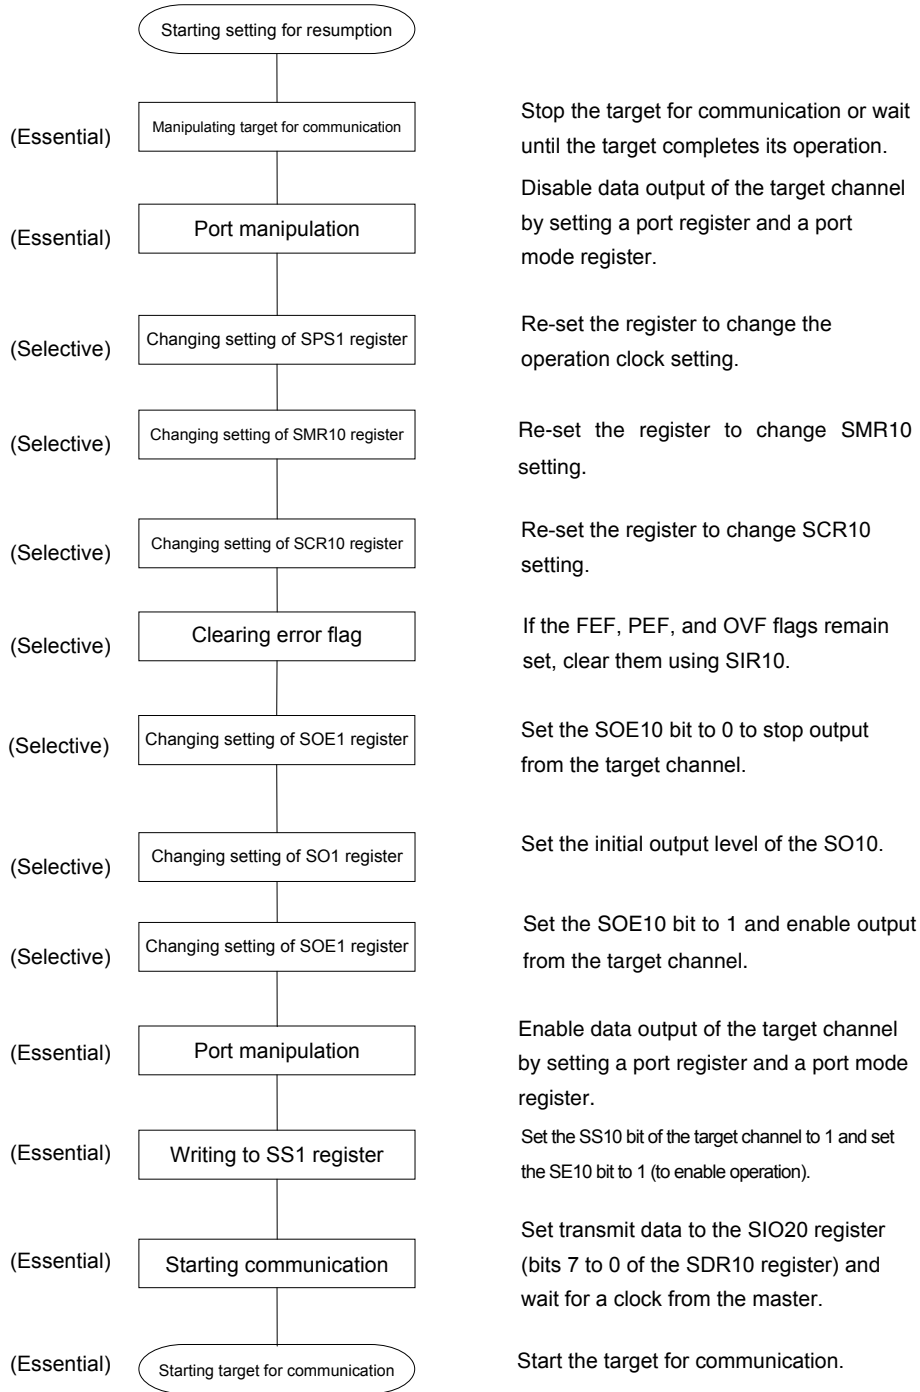 Starting setting for resumption
(Essential)
Manipulating target for communication
Stop the target for communication or wait
until the target completes its operation.
(Essential)
Port manipulation
Disable data output of the target channel
by setting a port register and a port
mode register.
(Selective)
Changing setting of SPS1 register
Re-set the register to change the
operation clock setting.
(Selective)
Changing setting of SMR10 register
Re-set the register to change SMR10
setting.
(Selective)
Changing setting of SCR10 register
Re-set the register to change SCR10
setting.
(Selective)
Clearing error flag
If the FEF, PEF, and OVF flags remain
set, clear them using SIR10.
(Selective)
Changing setting of SOE1 register
Set the SOE10 bit to 0 to stop output
from the target channel.
(Selective)
Changing setting of SO1 register
Set the initial output level of the SO10.
(Selective)
Changing setting of SOE1 register
Set the SOE10 bit to 1 and enable output
from the target channel.
(Essential)
Port manipulation
Enable data output of the target channel
by setting a port register and a port mode
register.
(Essential)
Writing to SS1 register
Set the SS10 bit of the target channel to 1 and set
the SE10 bit to 1 (to enable operation).
(Essential)
Starting communication
Set transmit data to the SIO20 register
(bits 7 to 0 of the SDR10 register) and
wait for a clock from the master.
(Essential)
Starting target for communication
Start the target for communication.